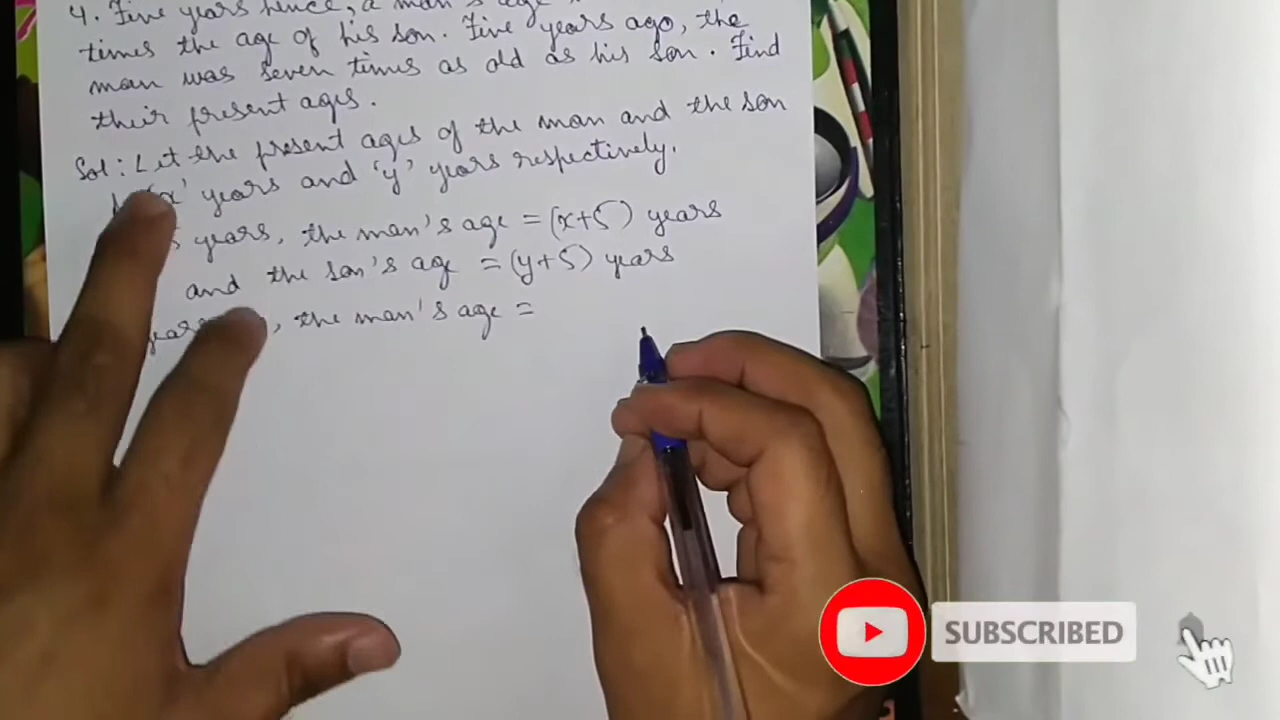 4. Five years hence, a man's age
times the age of his son. Five years ago, the
man was seven times as old as his son. Find
their present ages.
Sol: Let the present ages of the man and the son
'x' years and 'y' years respectively.
years, the man's age = (x+5) years
and the son's age = (y+5) years
, the man's age =
SUBSCRIBED